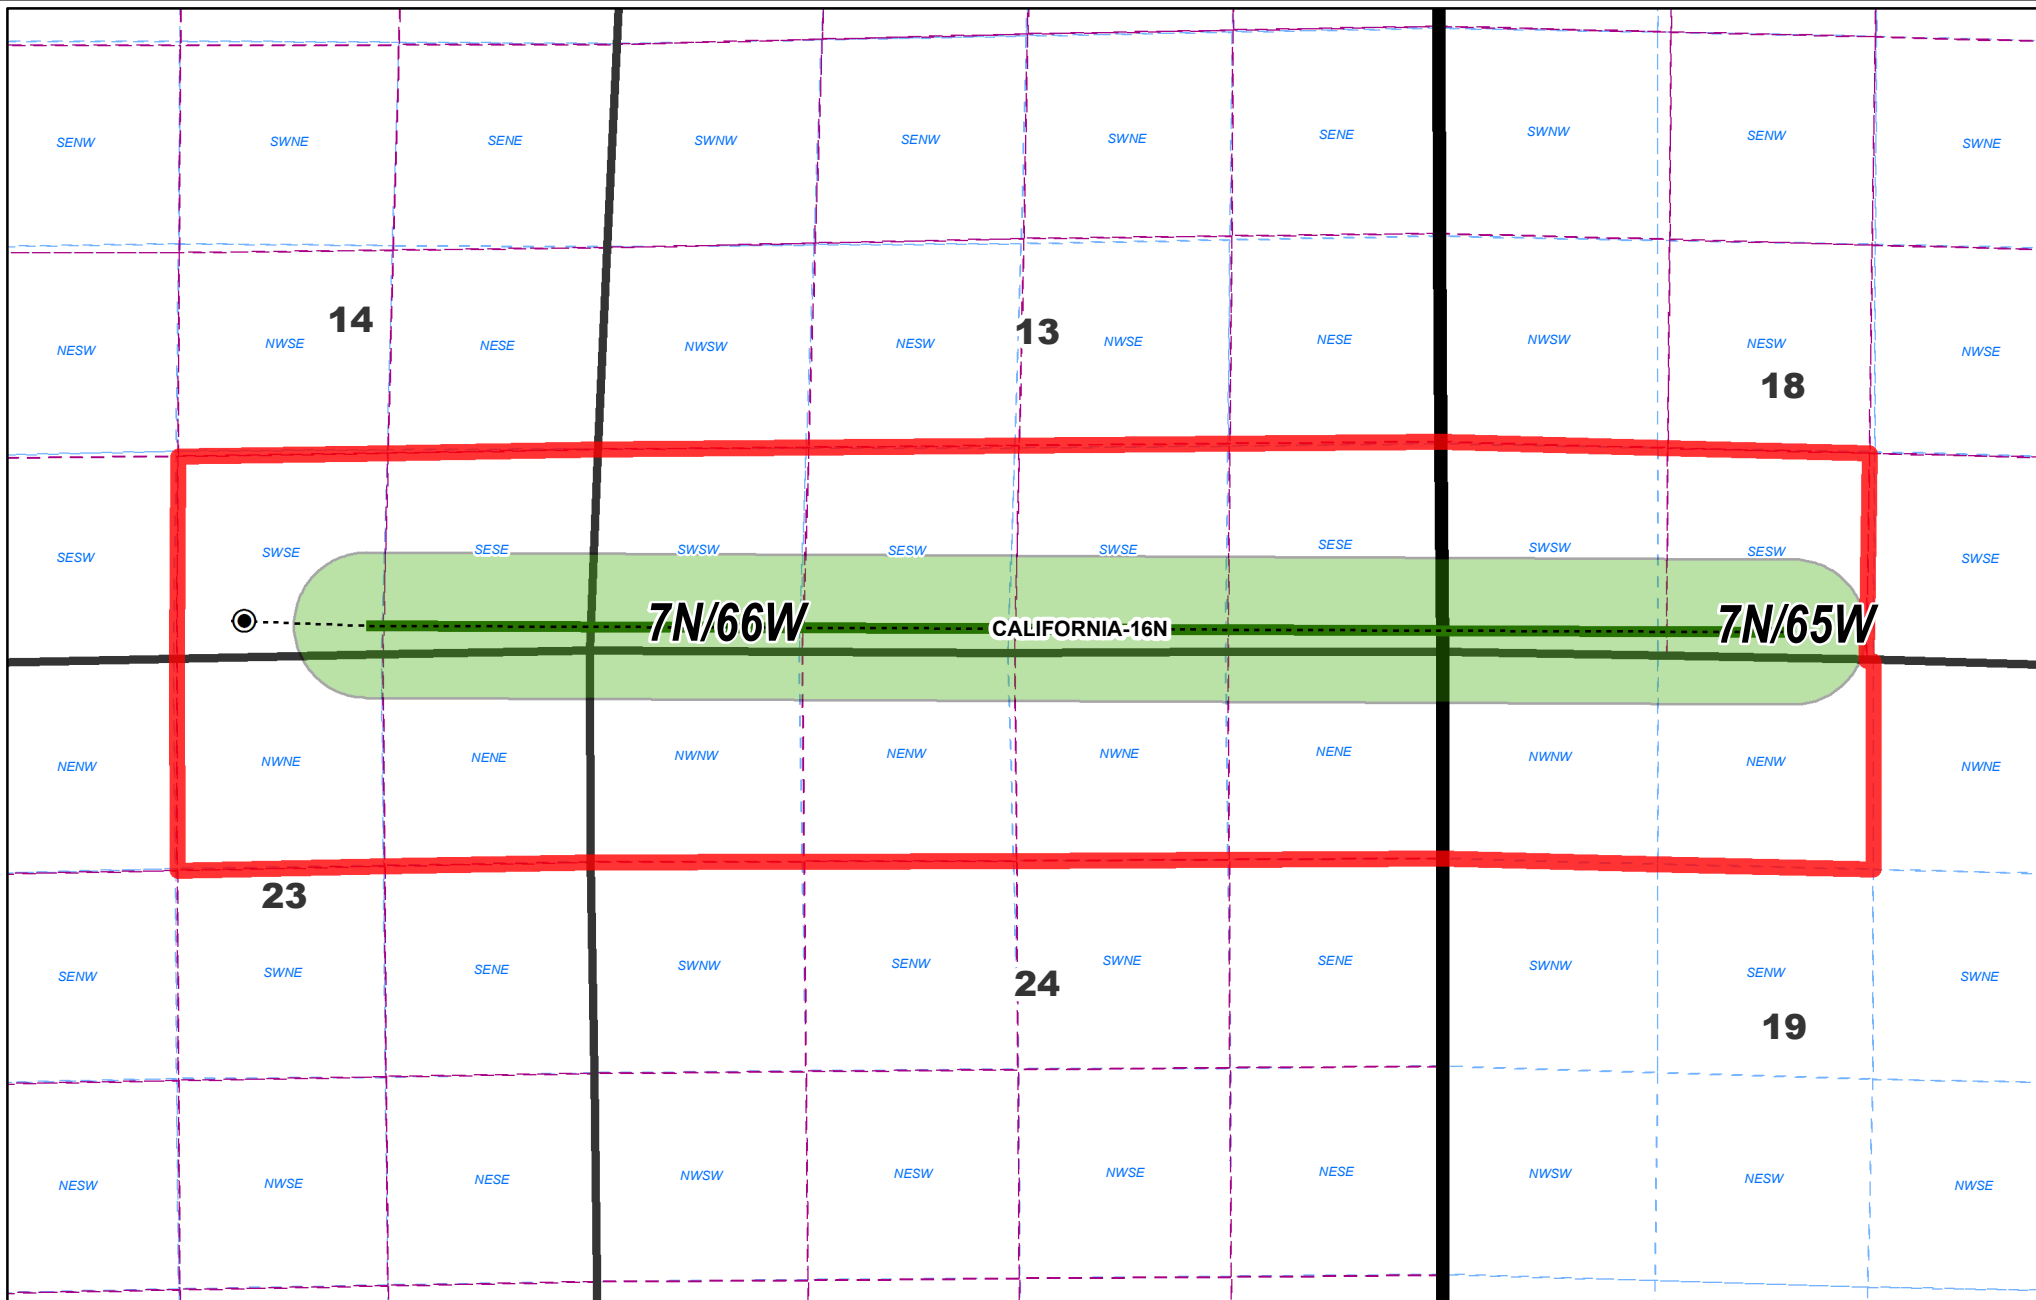 SENW SWNE SENE SWNW SENW SWNE SENE SWNW SENW SWNE
14 13 18
NESW NWSE NESE NWSW NESW NWSE NESE NWSW NESW NWSE
SESW SWSE SESE SWSW SESW SWSE SESE SWSW SESW SWSE
7N/66W CALIFORNIA-16N 7N/65W
NENW NWNE NENE NWNW NENW NWNE NENE NWNW NENW NWNE
23
SENW SWNE SENE SWNW SENW SWNE SENE SWNW SENW SWNE
24 19
NESW NWSE NESE NWSW NESW NWSE NESE NWSW NESW NWSE